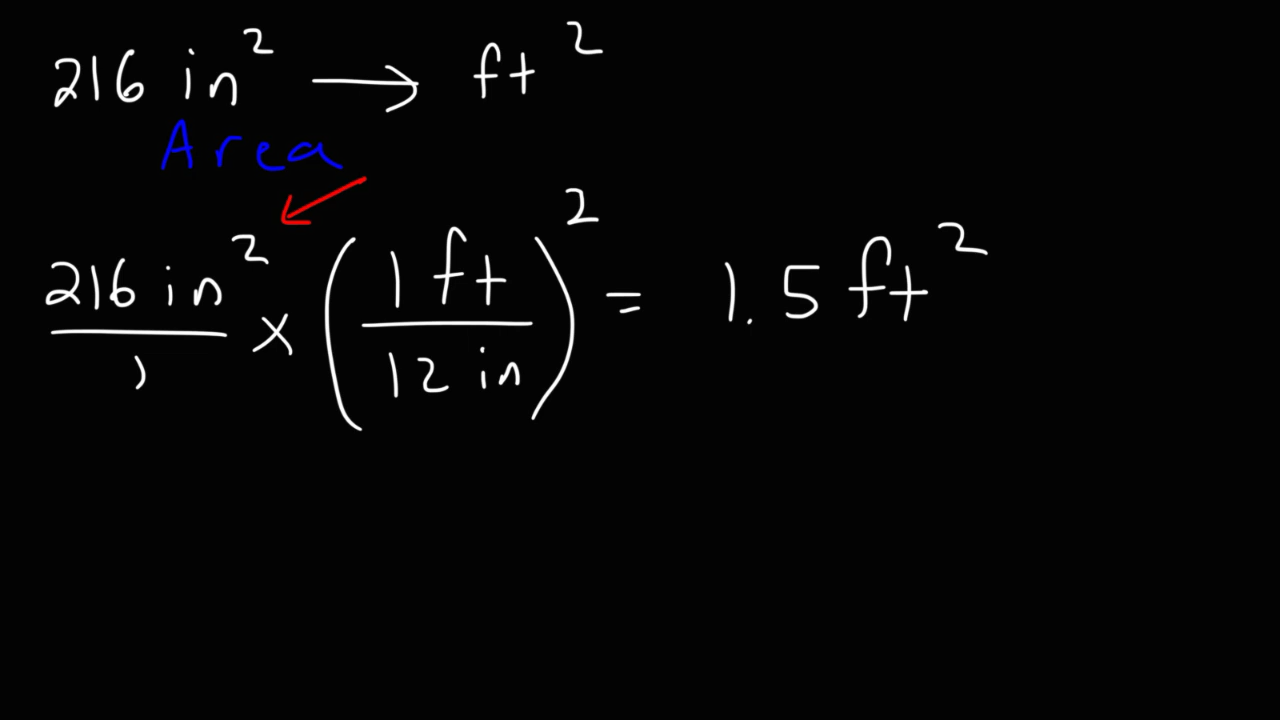 216 in² → ft²
Area
216 in² / 1 × (1 ft / 12 in)² = 1.5 ft²